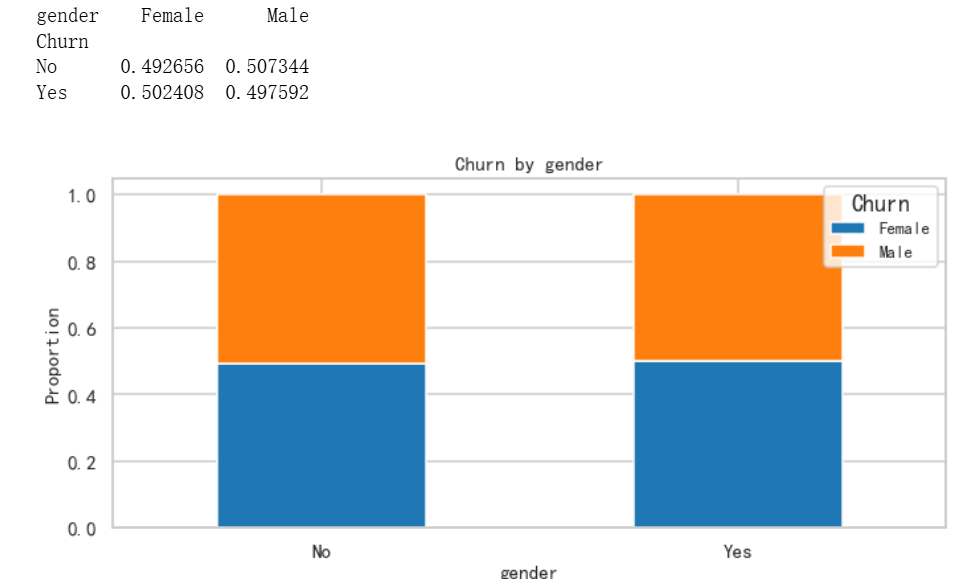 gender Female Male
Churn
No 0.492656 0.507344
Yes 0.502408 0.497592
Churn by gender
1.0
0.8
0.6
0.4
0.2
0.0
Proportion
Churn
Female
Male
No Yes
gender